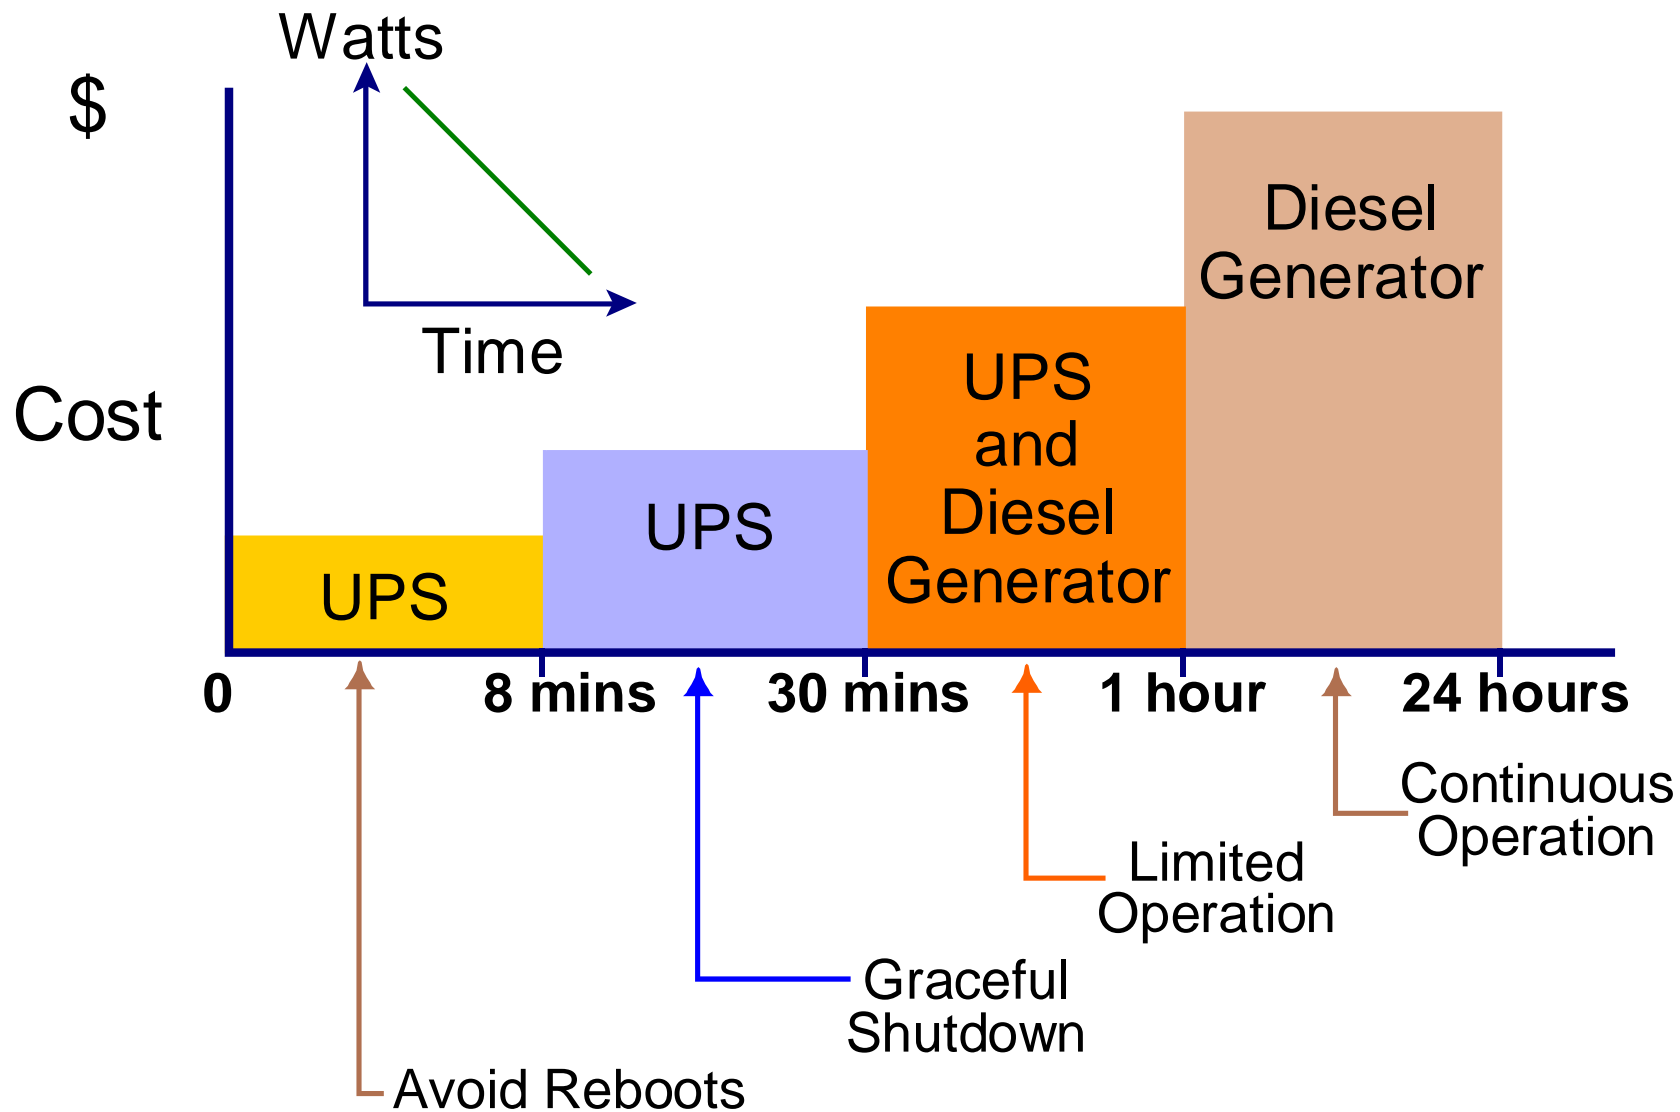 Watts
$
Time
Cost
UPS
UPS
UPS
and
Diesel
Generator
Diesel
Generator
0
8 mins
30 mins
1 hour
24 hours
Continuous
Operation
Limited
Operation
Graceful
Shutdown
Avoid Reboots